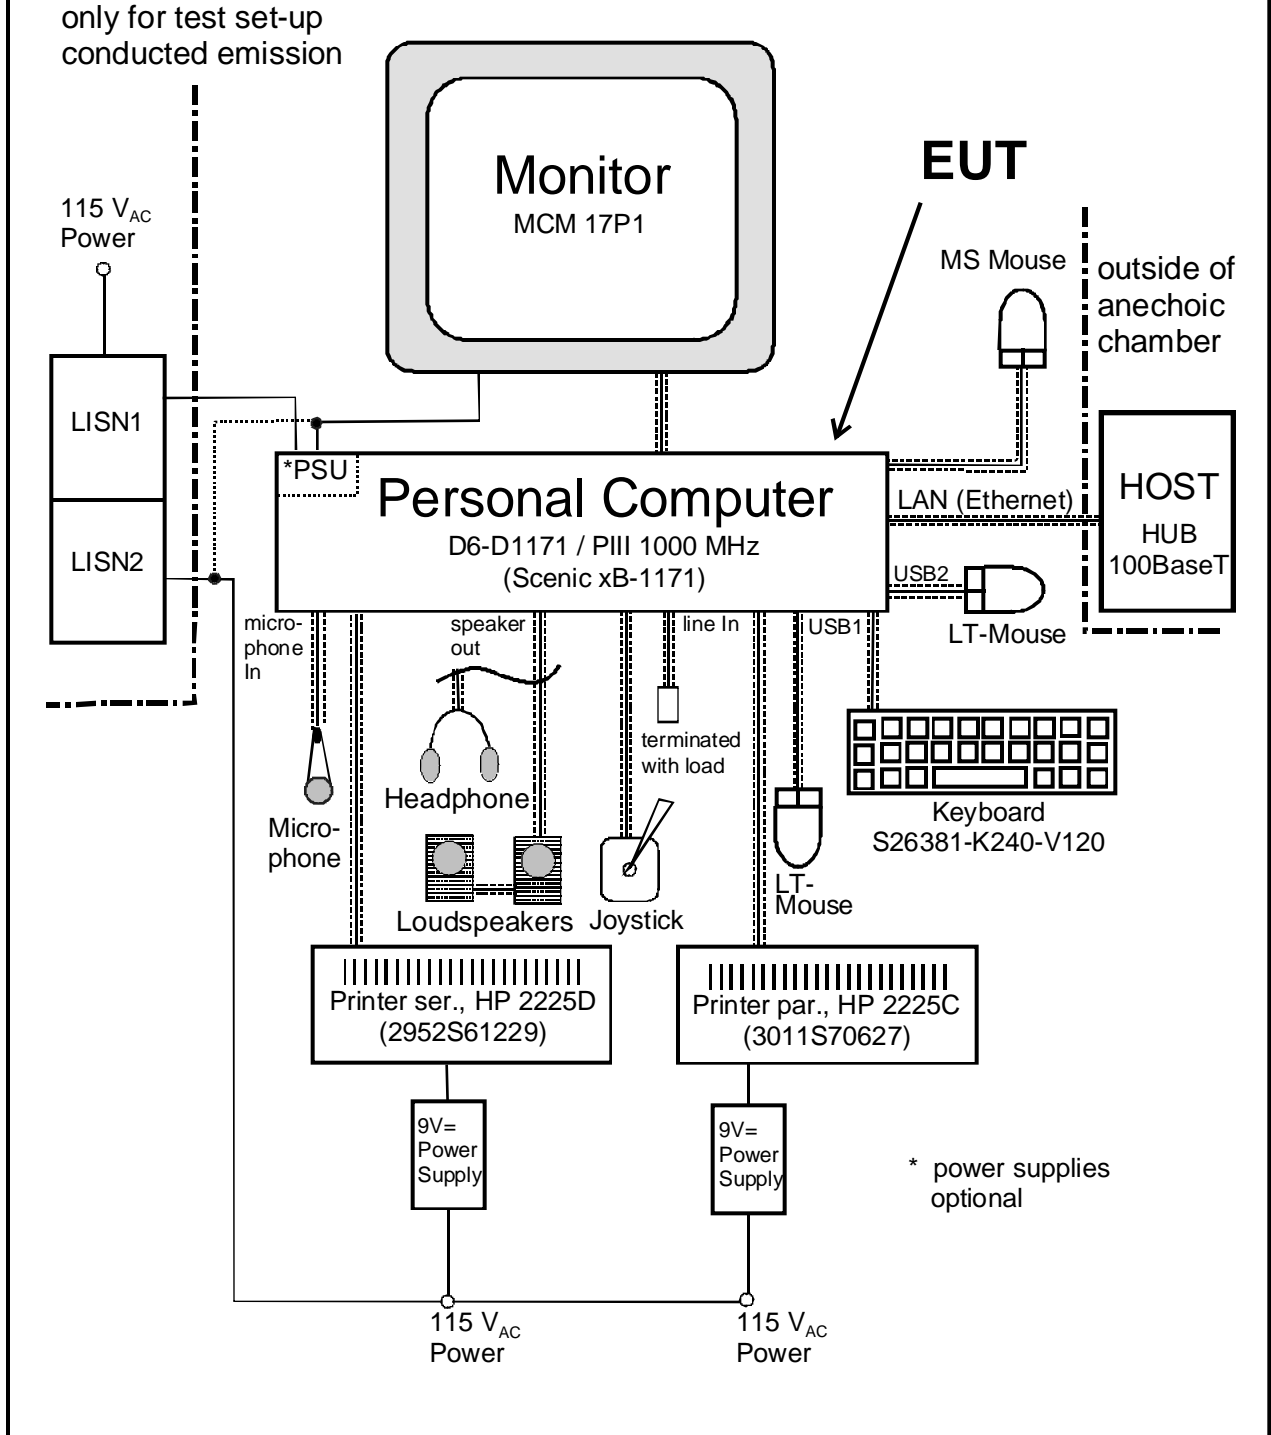 only for test set-up
conducted emission
Monitor
MCM 17P1
EUT
115 VAC
Power
MS Mouse
outside of
anechoic
chamber
LISN1
LISN2
*PSU
Personal Computer
D6-D1171 / PIII 1000 MHz
(Scenic xB-1171)
LAN (Ethernet)
HOST
HUB
100BaseT
USB2
LT-Mouse
micro-
phone
In
speaker
out
line In
USB1
terminated
with load
Headphone
Micro-
phone
Keyboard
S26381-K240-V120
LT-
Mouse
Loudspeakers
Joystick
Printer ser., HP 2225D
(2952S61229)
Printer par., HP 2225C
(3011S70627)
9V=
Power
Supply
9V=
Power
Supply
* power supplies
optional
115 VAC
Power
115 VAC
Power